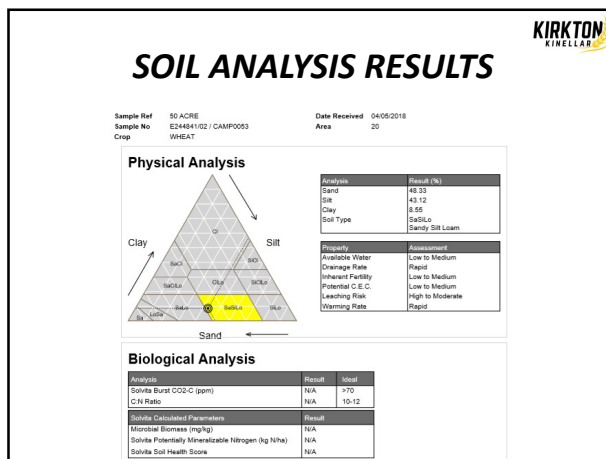 KIRKTON
KINELLAR
SOIL ANALYSIS RESULTS
Sample Ref 50 ACRE Date Received 04/05/2018
Sample No E244841/02 / CAMP0053 Area 20
Crop WHEAT
Physical Analysis
Clay
Silt
Sand
Cl
SaCl
SiCl
SaClLo
ClLo
SiClLo
Sa
LoSa
SaLo
SaSiLo
SiLo
Analysis Result (%)
Sand 48.33
Silt 43.12
Clay 8.55
Soil Type SaSiLo
Sandy Silt Loam
Property Assessment
Available Water Low to Medium
Drainage Rate Rapid
Inherent Fertility Low to Medium
Potential C.E.C. Low to Medium
Leaching Risk High to Moderate
Warming Rate Rapid
Biological Analysis
Analysis Result Ideal
Solvita Burst CO2-C (ppm) N/A >70
C:N Ratio N/A 10-12
Solvita Calculated Parameters Result
Microbial Biomass (mg/kg) N/A
Solvita Potentially Mineralizable Nitrogen (kg N/ha) N/A
Solvita Soil Health Score N/A